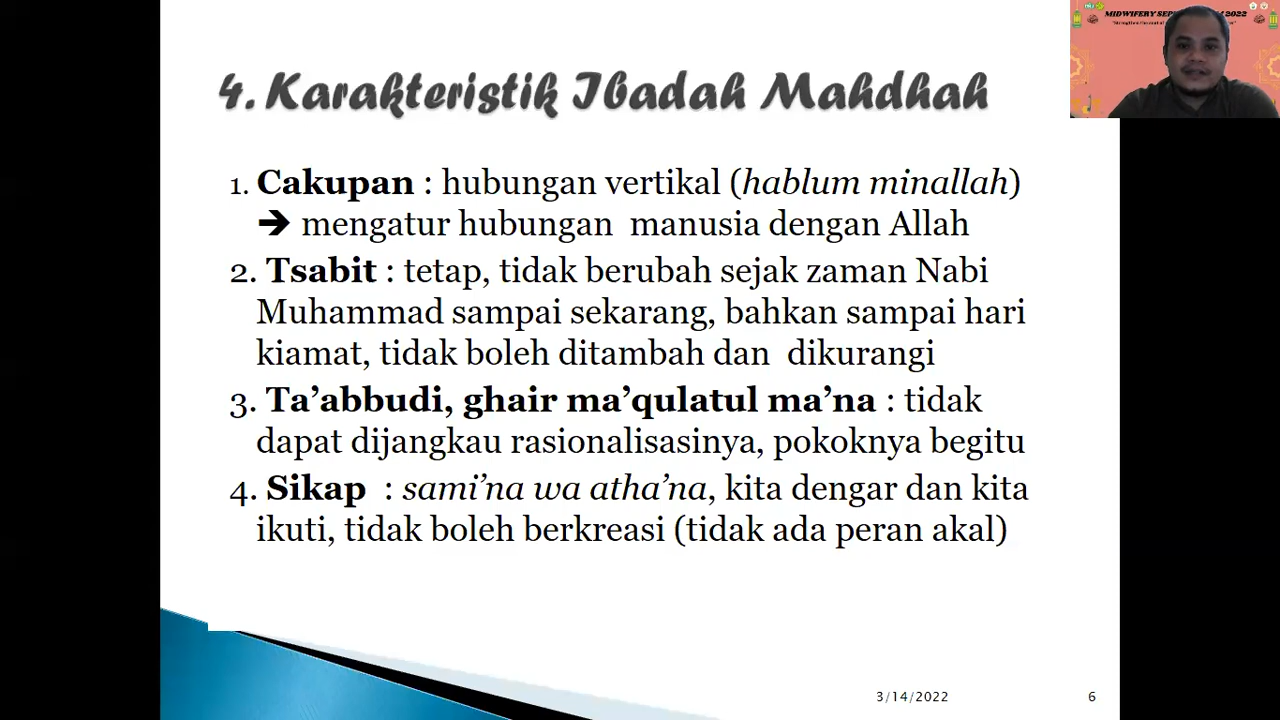 MIDWIFERY
2022
4. Karakteristik Ibadah Mahdhah
1. Cakupan : hubungan vertikal (hablum minallah)
➔ mengatur hubungan manusia dengan Allah
2. Tsabit : tetap, tidak berubah sejak zaman Nabi
Muhammad sampai sekarang, bahkan sampai hari
kiamat, tidak boleh ditambah dan dikurangi
3. Ta’abbudi, ghair ma’qulatul ma’na : tidak
dapat dijangkau rasionalisasinya, pokoknya begitu
4. Sikap : sami’na wa atha’na, kita dengar dan kita
ikuti, tidak boleh berkreasi (tidak ada peran akal)
3/14/2022
6